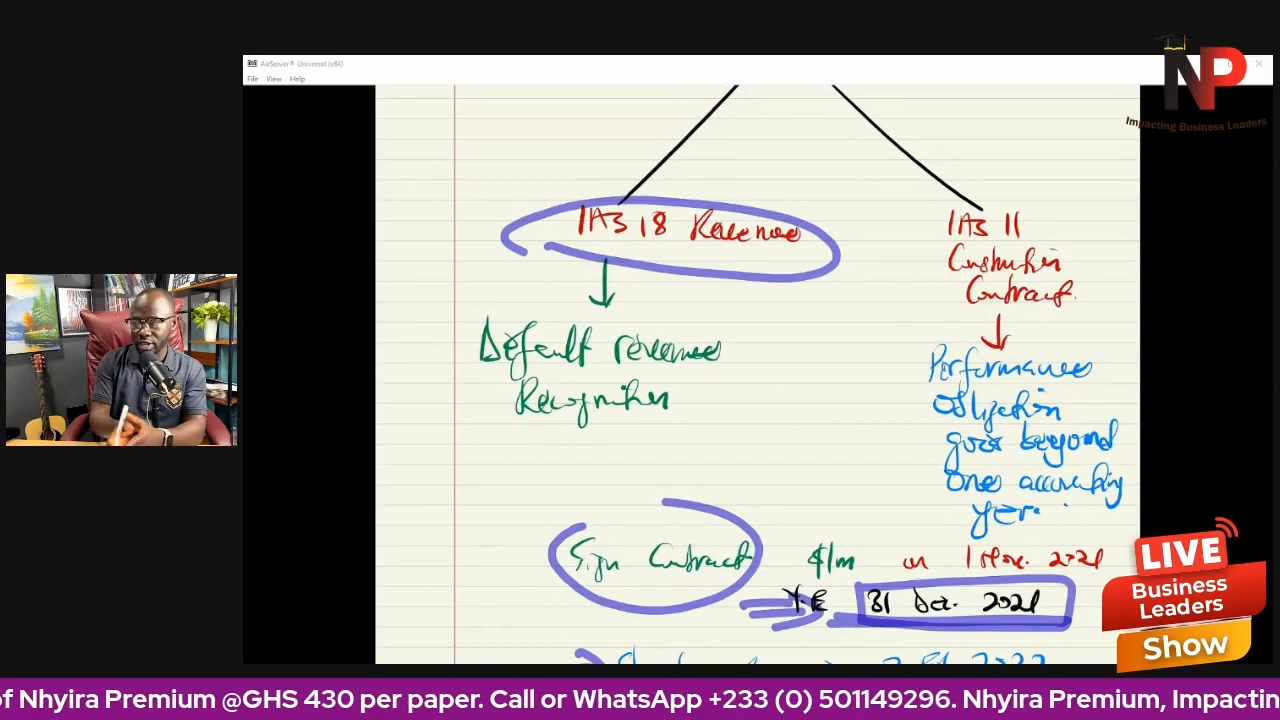 AirServer® Universal (x64)
File View Help
NP
Impacting Business Leaders
IAS 18 Revenue
IAS 11
Construction
Contract.
Default revenue
Recognition
Performance
obligation
goes beyond
one accounting
year.
Sign Contract $1m on 1 Nov. 2021
Y.E 31 Dec. 2021
LIVE
Business
Leaders
Show
of Nhyira Premium @GHS 430 per paper. Call or WhatsApp +233 (0) 501149296. Nhyira Premium, Impactin